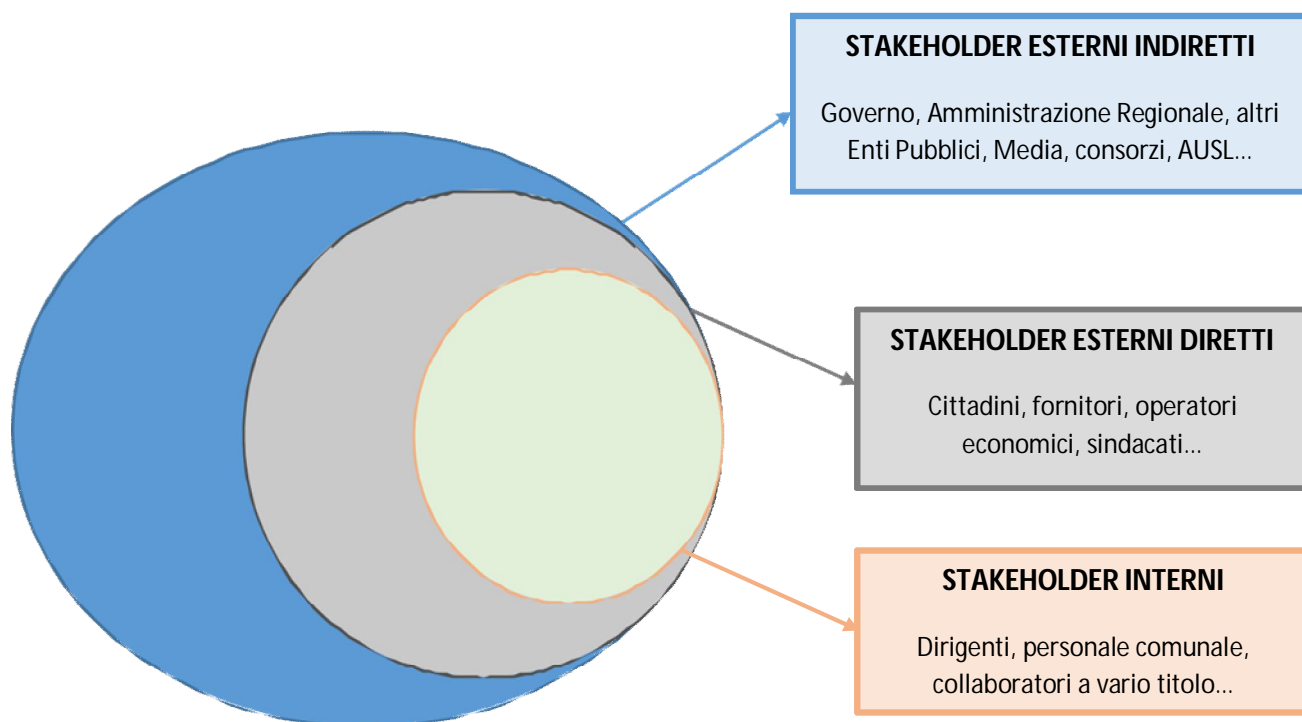 STAKEHOLDER ESTERNI INDIRETTI
Governo, Amministrazione Regionale, altri
Enti Pubblici, Media, consorzi, AUSL...
STAKEHOLDER ESTERNI DIRETTI
Cittadini, fornitori, operatori
economici, sindacati...
STAKEHOLDER INTERNI
Dirigenti, personale comunale,
collaboratori a vario titolo...